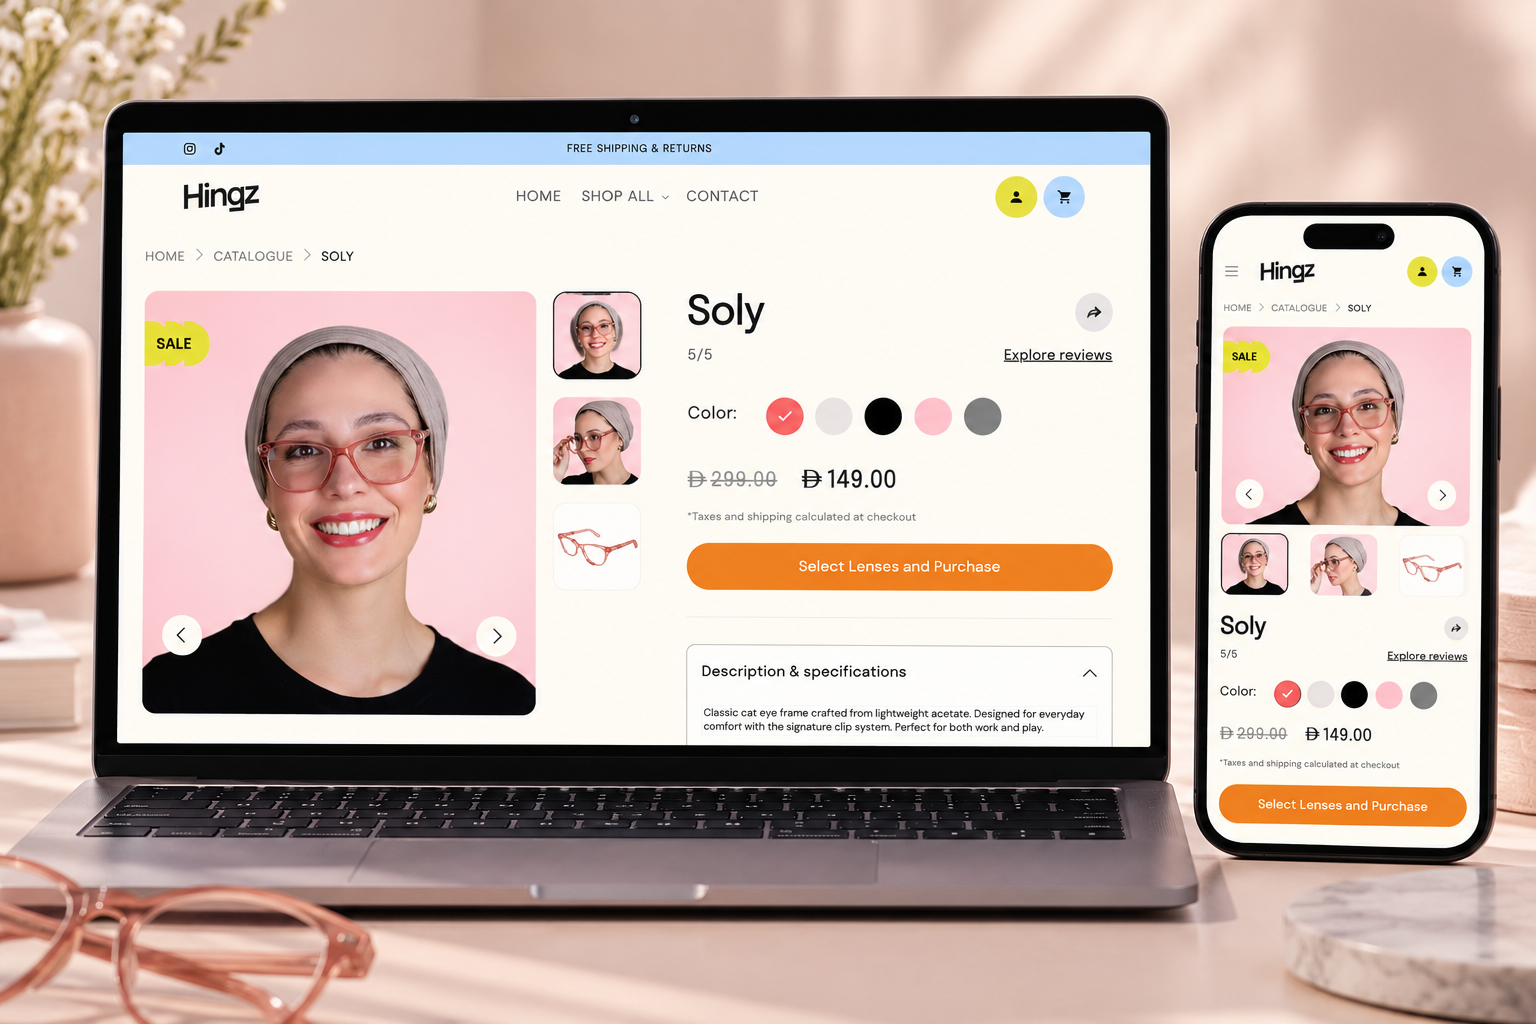 FREE SHIPPING & RETURNS
Hingz
HOME SHOP ALL CONTACT
HOME > CATALOGUE > SOLY
SALE
Soly
5/5
Explore reviews
Color:
299.00 149.00
*Taxes and shipping calculated at checkout
Select Lenses and Purchase
Description & specifications
Classic cat eye frame crafted from lightweight acetate. Designed for everyday
comfort with the signature clip system. Perfect for both work and play.
Hingz
HOME > CATALOGUE > SOLY
SALE
Soly
5/5
Explore reviews
Color:
299.00 149.00
*Taxes and shipping calculated at checkout
Select Lenses and Purchase